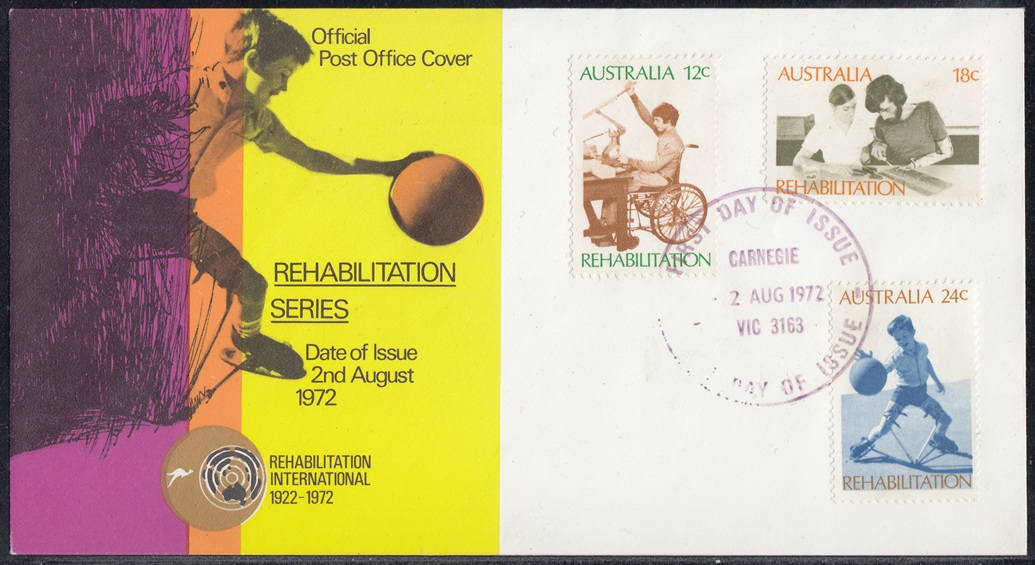 Official
Post Office Cover
REHABILITATION
SERIES
Date of Issue
2nd August
1972
REHABILITATION
INTERNATIONAL
1922-1972
AUSTRALIA 12c
REHABILITATION
AUSTRALIA 18c
REHABILITATION
FIRST DAY OF ISSUE
CARNEGIE
2 AUG 1972
VIC 3163
DAY OF ISSUE
AUSTRALIA 24c
REHABILITATION